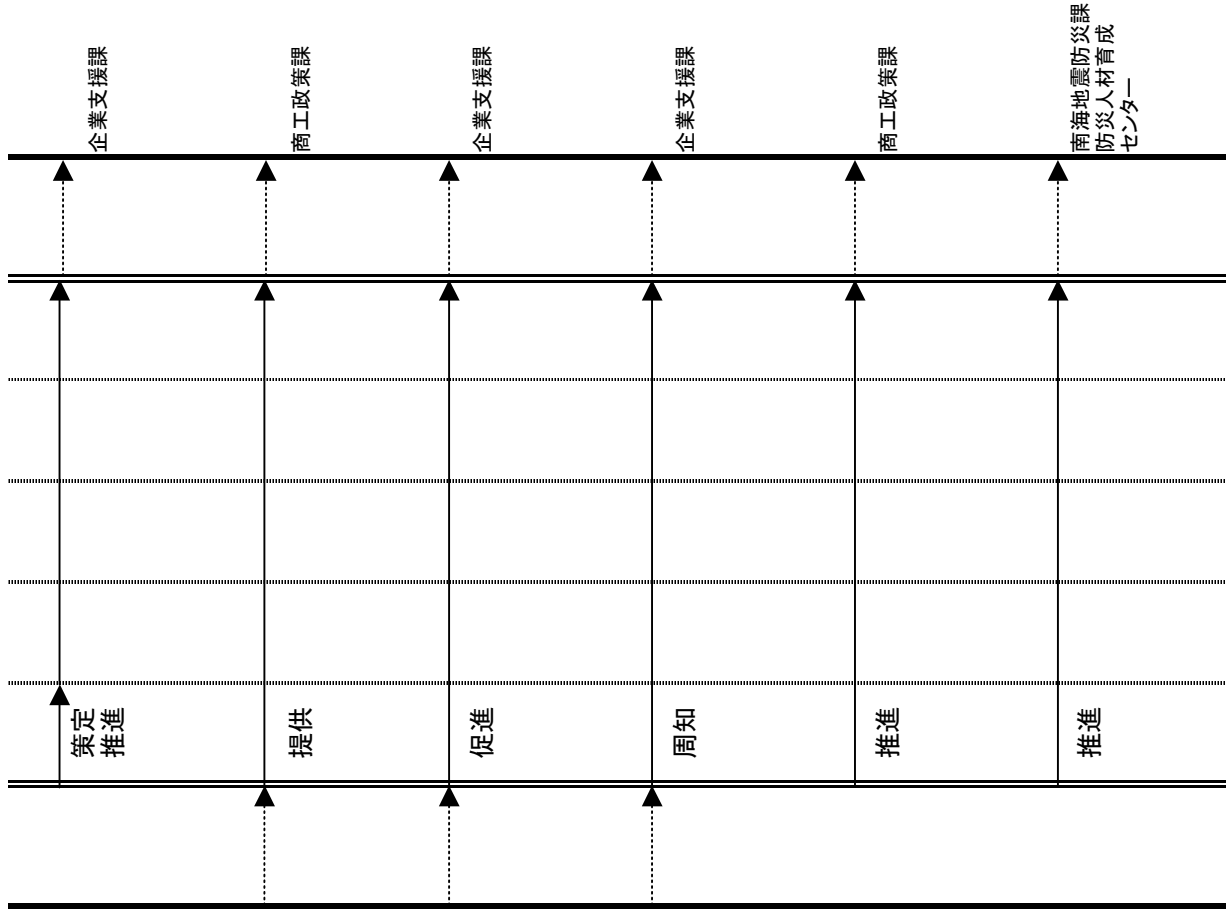 策定
推進
企業支援課
提供
商工政策課
促進
企業支援課
周知
企業支援課
推進
商工政策課
推進
南海地震防災課
防災人材育成
センター